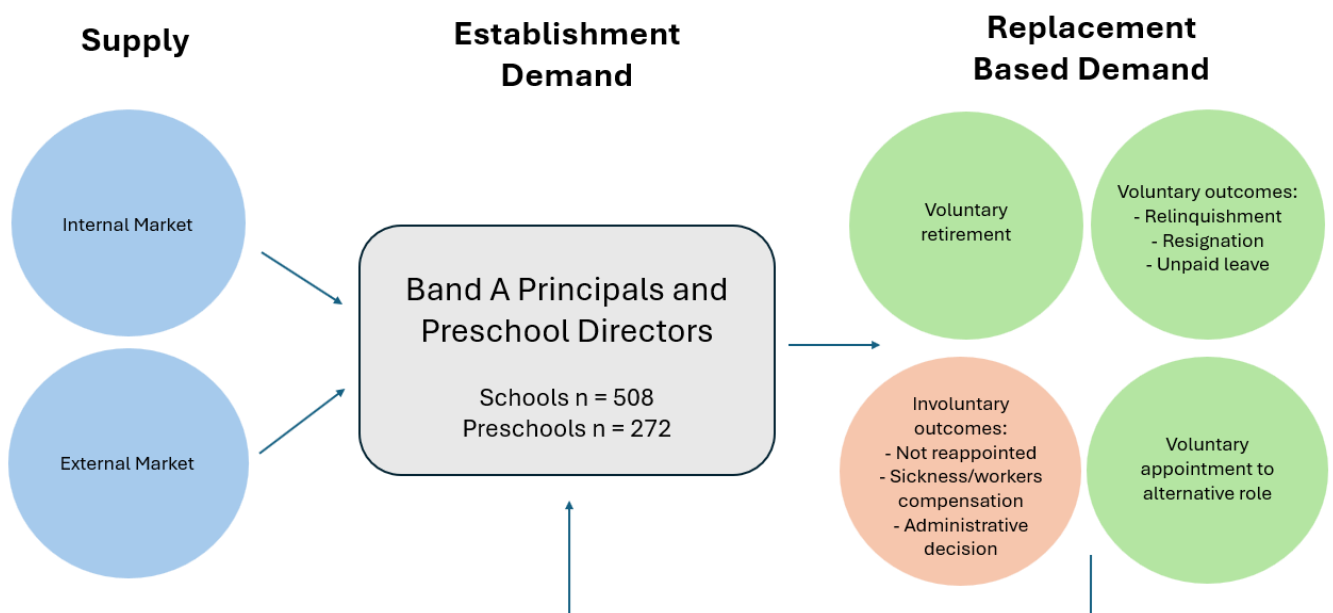 Supply
Establishment
Demand
Replacement
Based Demand
Internal Market
External Market
Band A Principals and
Preschool Directors
Schools n = 508
Preschools n = 272
Voluntary
retirement
Voluntary outcomes:
- Relinquishment
- Resignation
- Unpaid leave
Involuntary
outcomes:
- Not reappointed
- Sickness/workers
compensation
- Administrative
decision
Voluntary
appointment to
alternative role